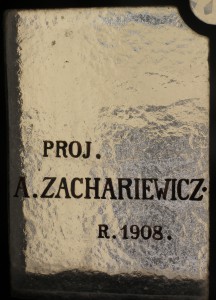 PROJ.
A. ZACHARIEWICZ·
R. 1908.